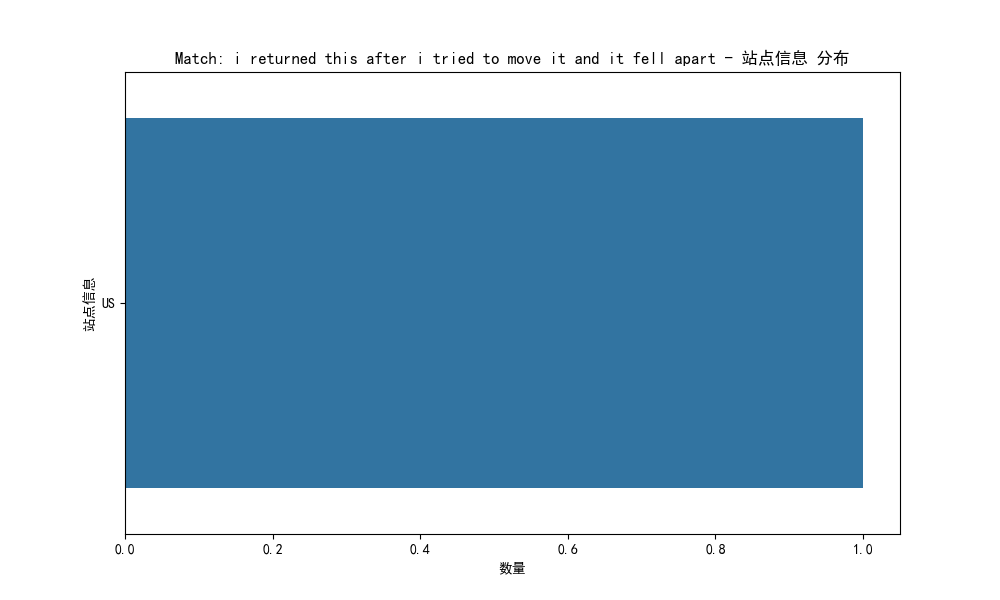 Match: i returned this after i tried to move it and it fell apart - 站点信息 分布
站点信息
US
0.0 0.2 0.4 0.6 0.8 1.0
数量